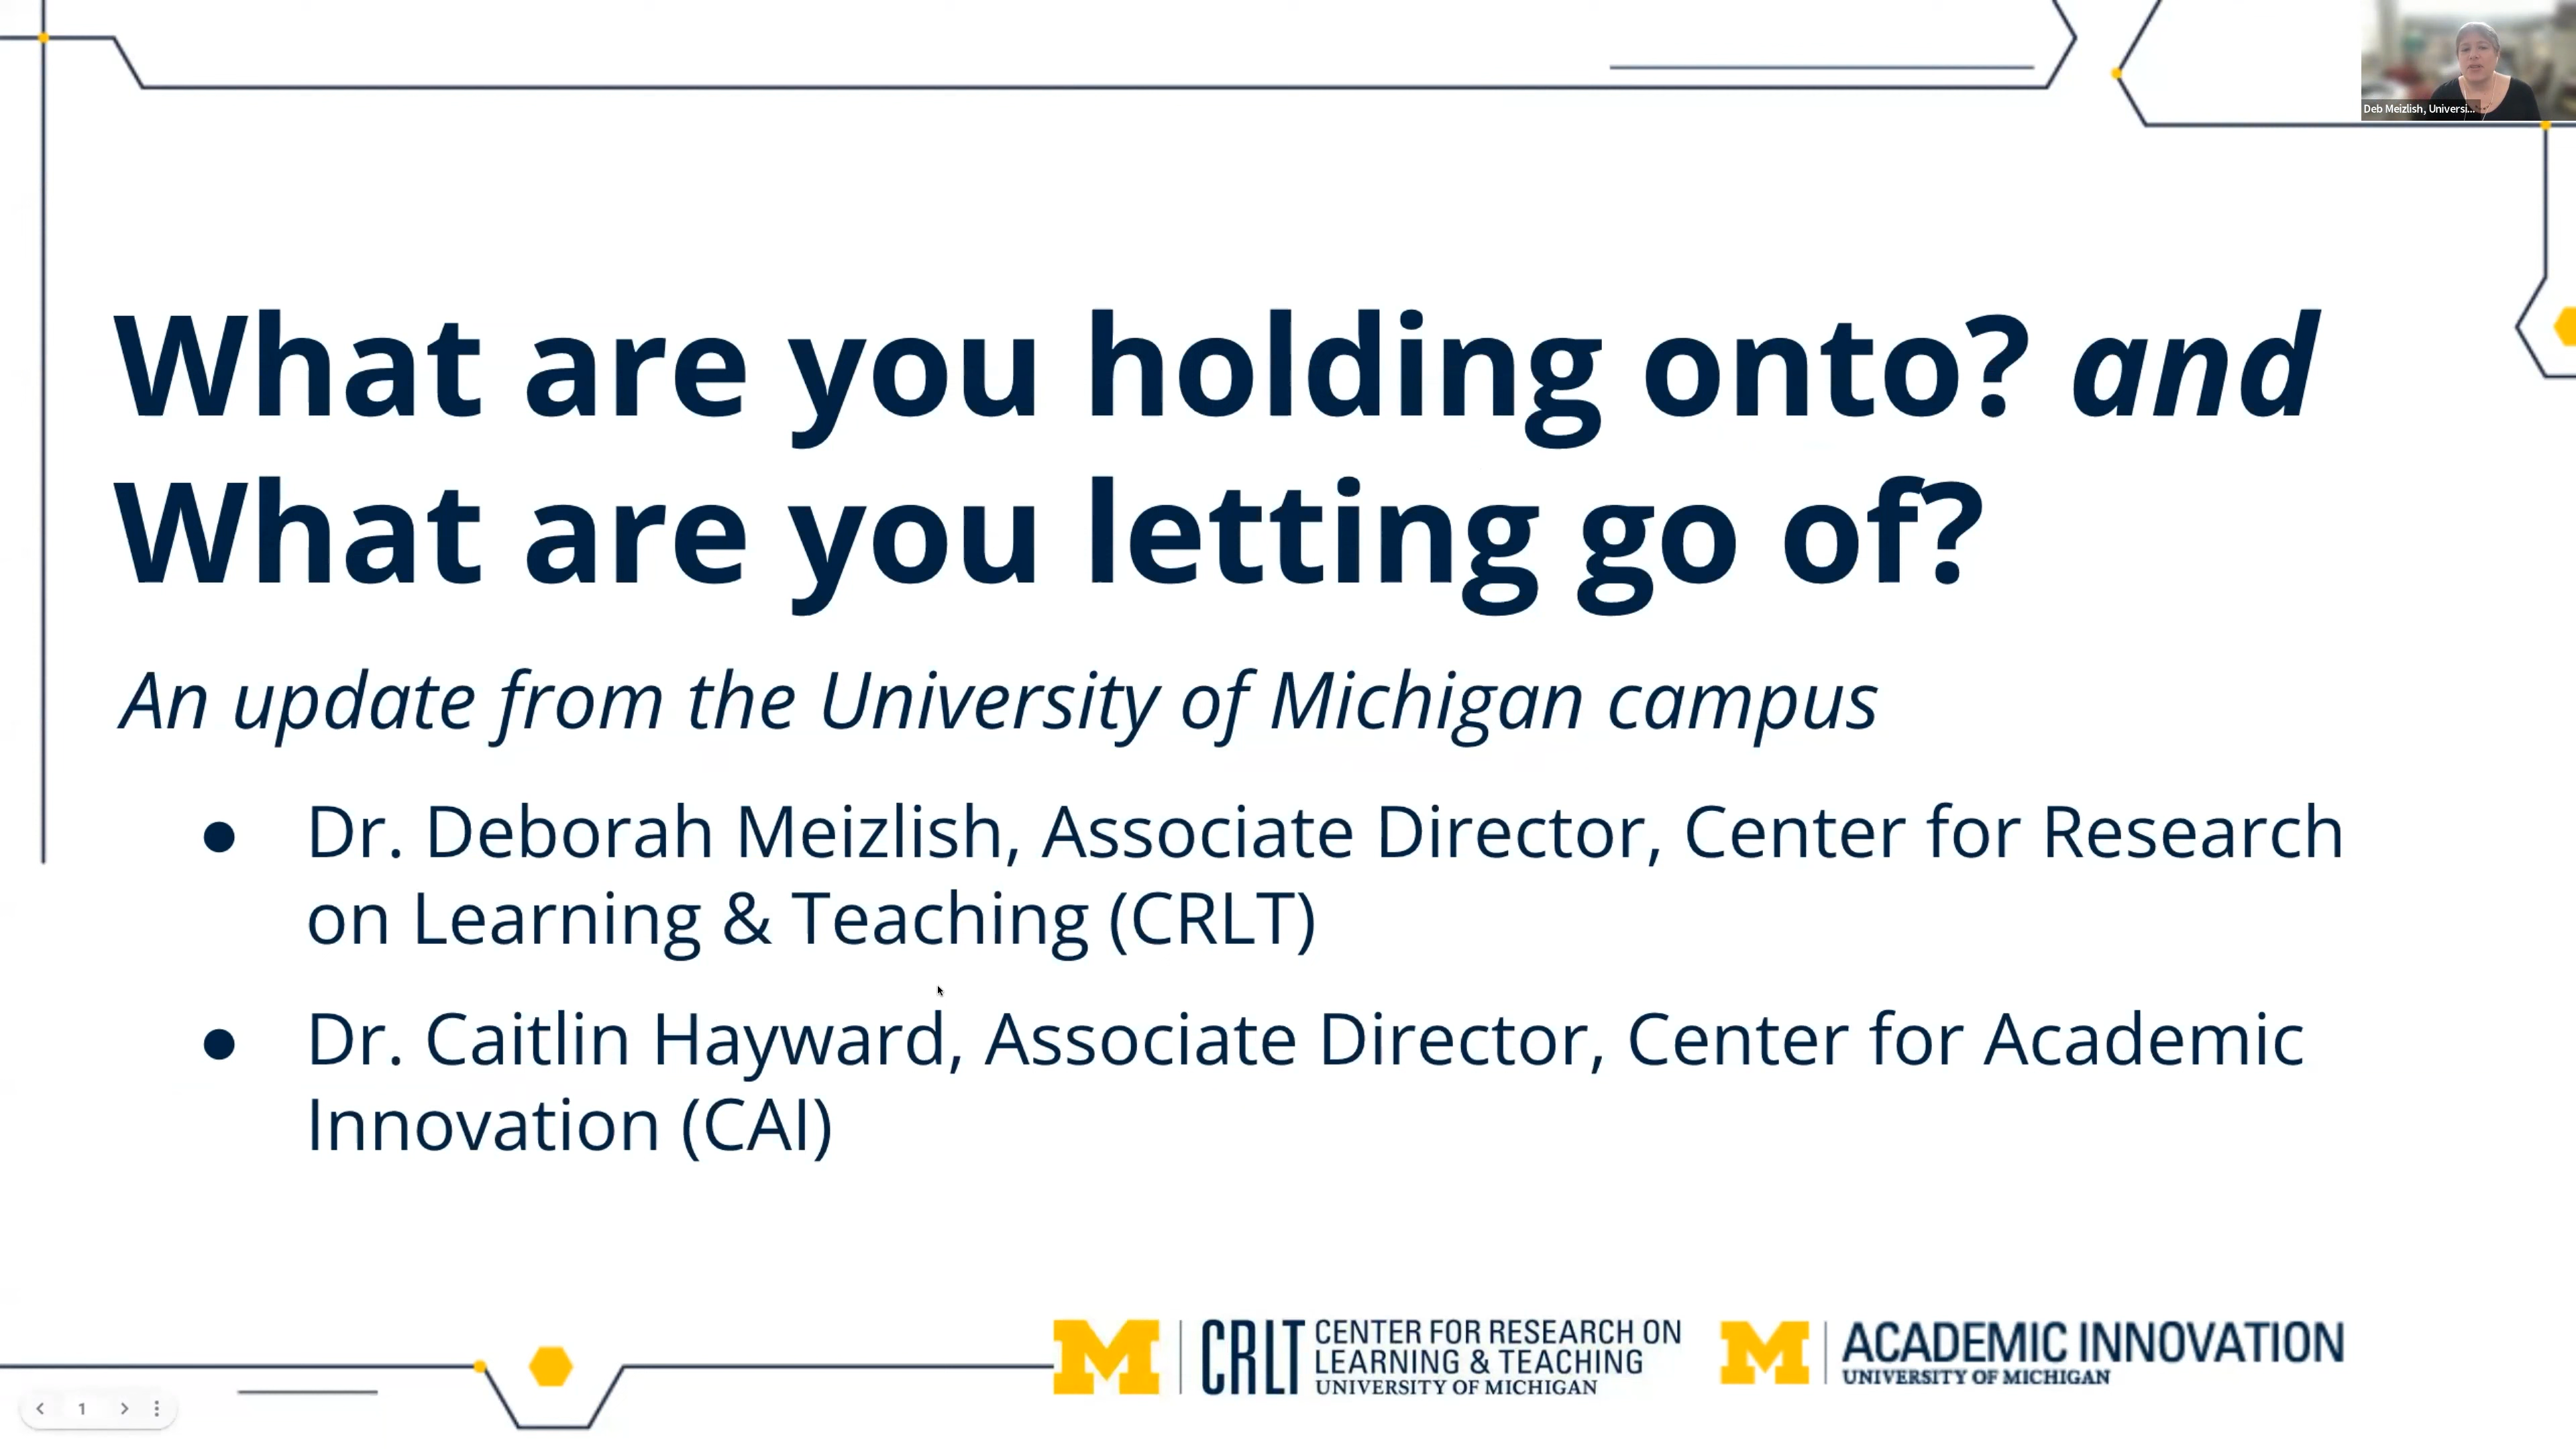 Deb Meizlish, Universi...
What are you holding onto? and
What are you letting go of?
An update from the University of Michigan campus
● Dr. Deborah Meizlish, Associate Director, Center for Research
on Learning & Teaching (CRLT)
● Dr. Caitlin Hayward, Associate Director, Center for Academic
Innovation (CAI)
M CRLT CENTER FOR RESEARCH ON
LEARNING & TEACHING
UNIVERSITY OF MICHIGAN
M ACADEMIC INNOVATION
UNIVERSITY OF MICHIGAN
1